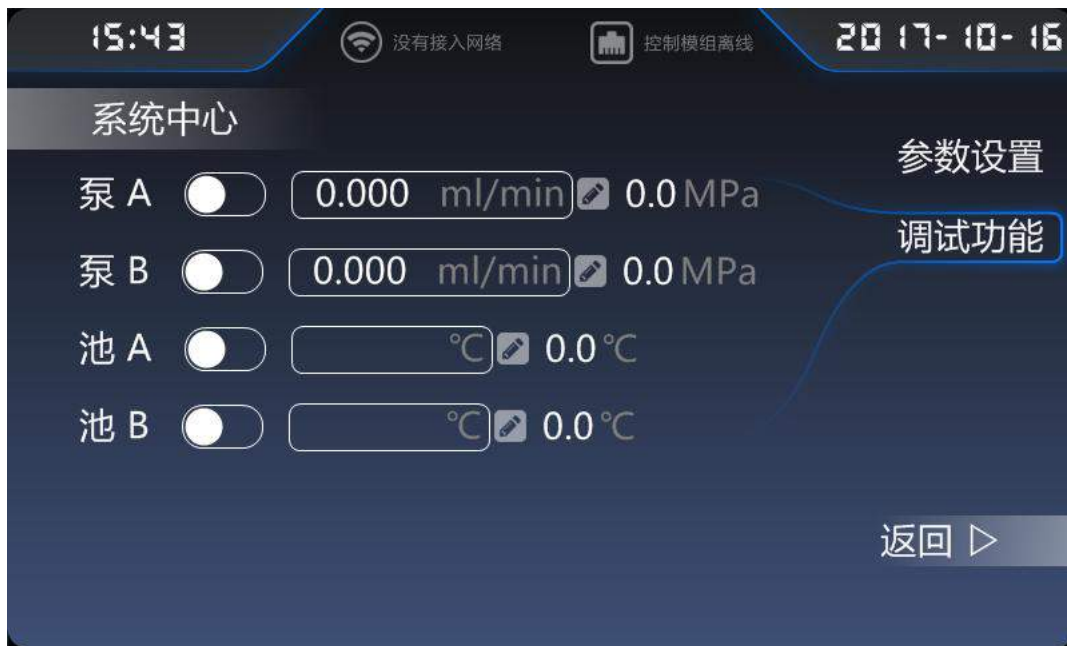 15:43 没有接入网络 控制模组离线 2017-10-16
系统中心
参数设置
泵 A 0.000 ml/min 0.0 MPa
调试功能
泵 B 0.000 ml/min 0.0 MPa
池 A ℃ 0.0 ℃
池 B ℃ 0.0 ℃
返回